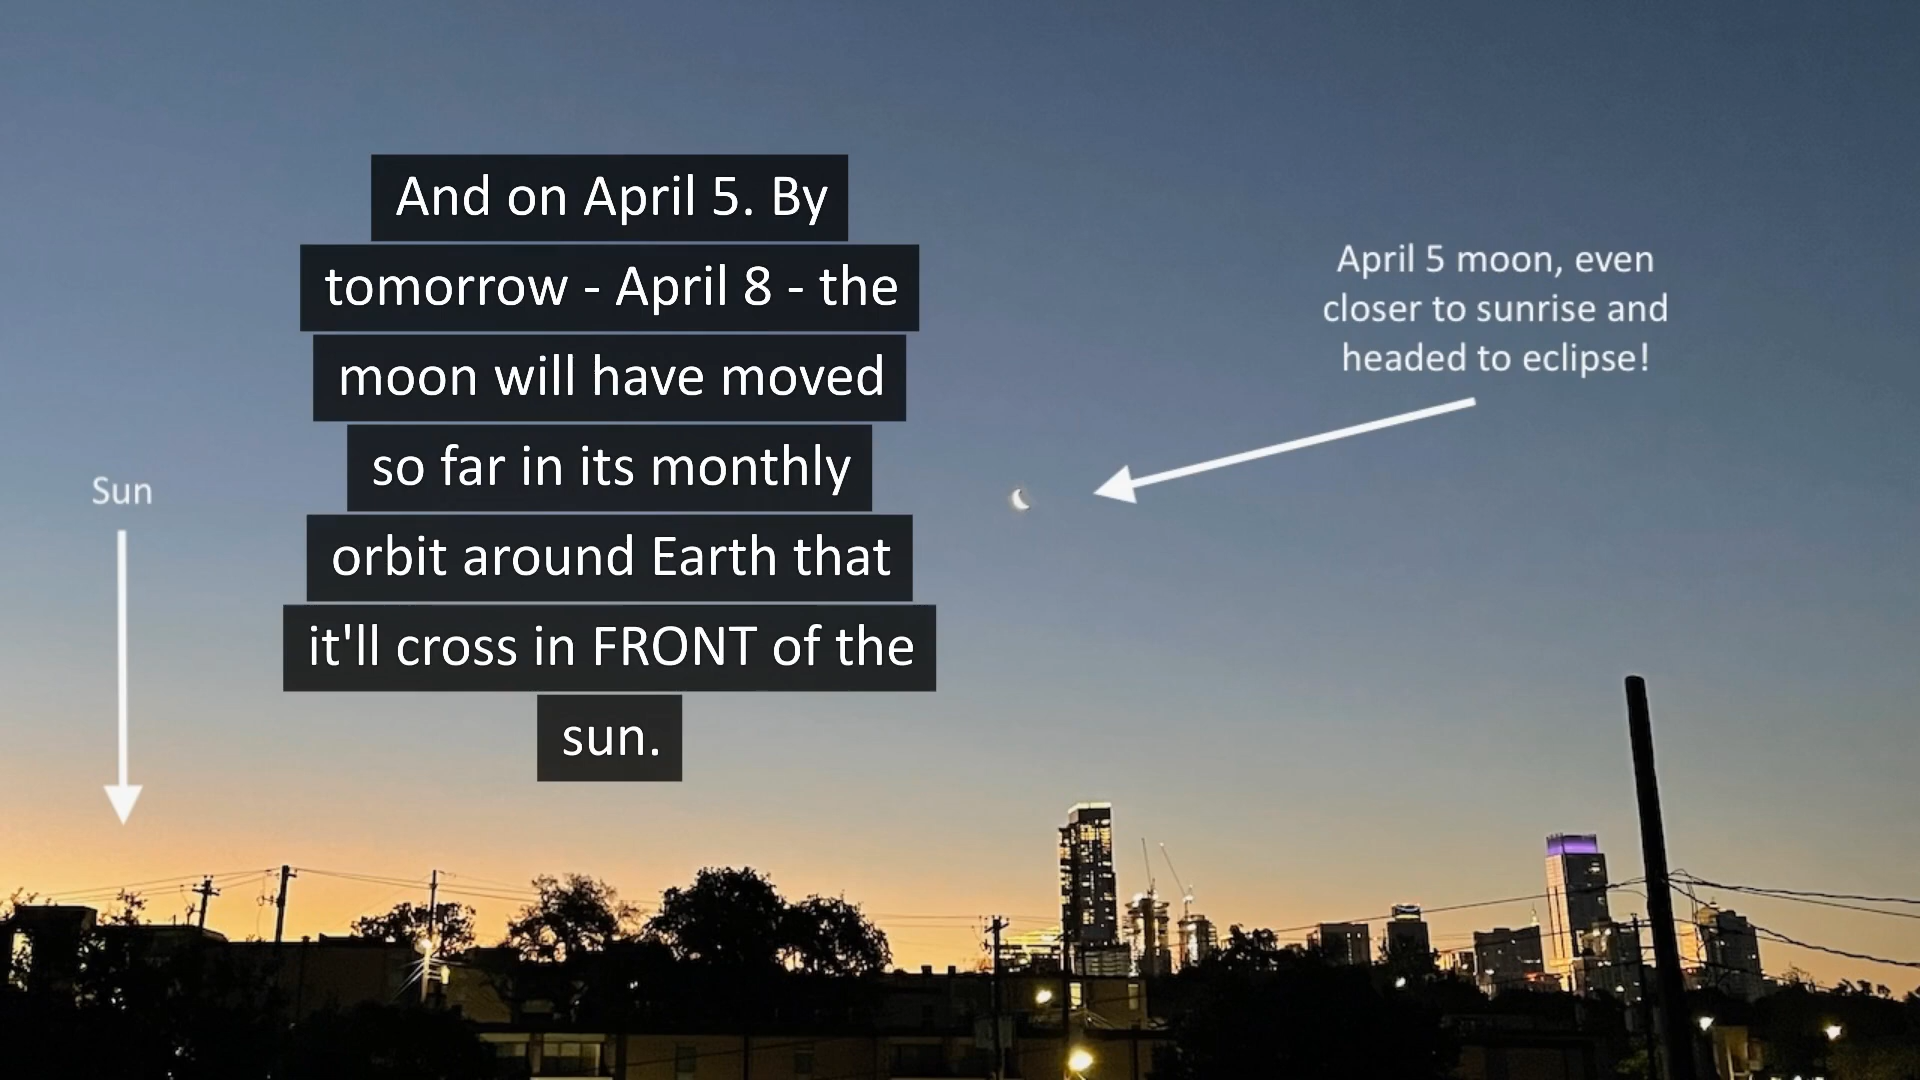 And on April 5. By
tomorrow - April 8 - the
moon will have moved
so far in its monthly
orbit around Earth that
it'll cross in FRONT of the
sun.
April 5 moon, even
closer to sunrise and
headed to eclipse!
Sun